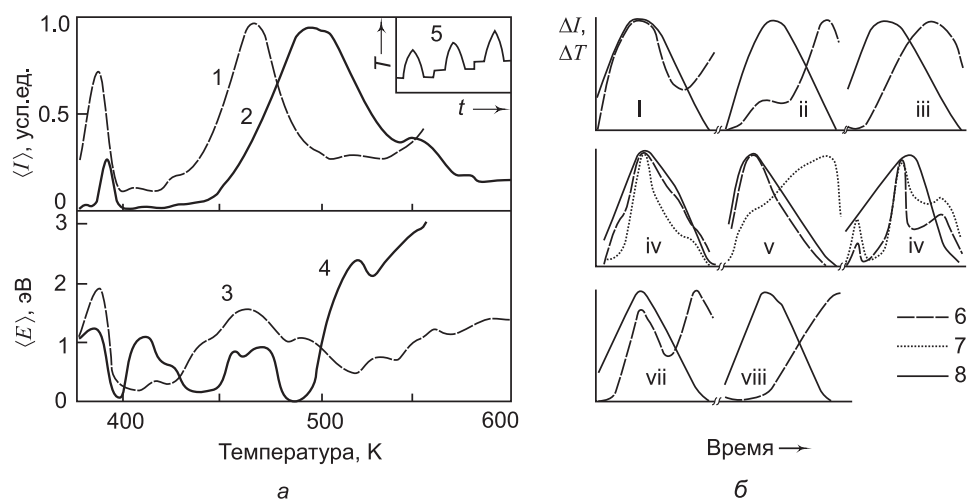 1.0
0.5
0
⟨I⟩, усл.ед.
1
2
5
T
t
3
2
1
0
⟨E⟩, эВ
3
4
400
500
600
Температура, К
а
ΔI,
ΔT
I
ii
iii
iv
v
iv
vii
viii
6
7
8
Время
б